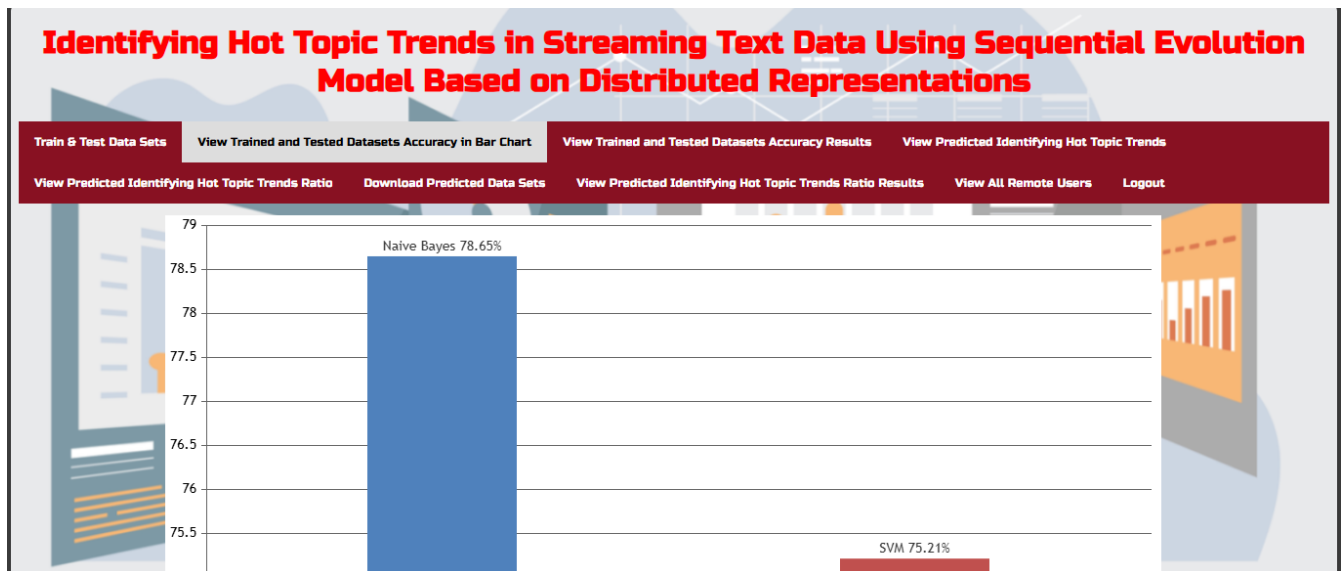 Identifying Hot Topic Trends in Streaming Text Data Using Sequential Evolution
Model Based on Distributed Representations
Train & Test Data Sets View Trained and Tested Datasets Accuracy in Bar Chart View Trained and Tested Datasets Accuracy Results View Predicted Identifying Hot Topic Trends
View Predicted Identifying Hot Topic Trends Ratio Download Predicted Data Sets View Predicted Identifying Hot Topic Trends Ratio Results View All Remote Users Logout
79
Naive Bayes 78.65%
78.5
78
77.5
77
76.5
76
75.5
SVM 75.21%